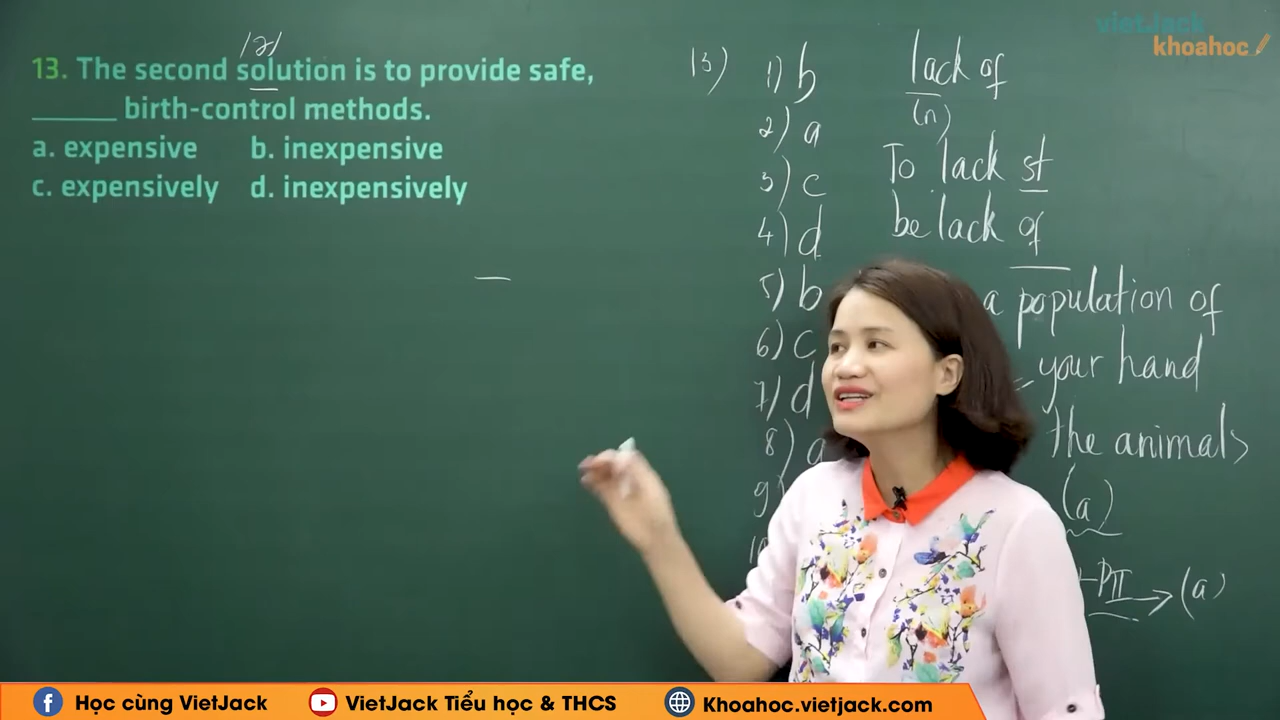 vietJack
khoahoc
/ə/
13. The second solution is to provide safe,
______ birth-control methods.
a. expensive b. inexpensive
c. expensively d. inexpensively
13)
1) b
2) a
3) c
4) d
5) b
6) c
7) d
8) a
9)
lack of
(n)
To lack st
be lack of
a population of
your hand
the animals
(a)
PII → (a)
Học cùng VietJack
VietJack Tiểu học & THCS
Khoahoc.vietjack.com